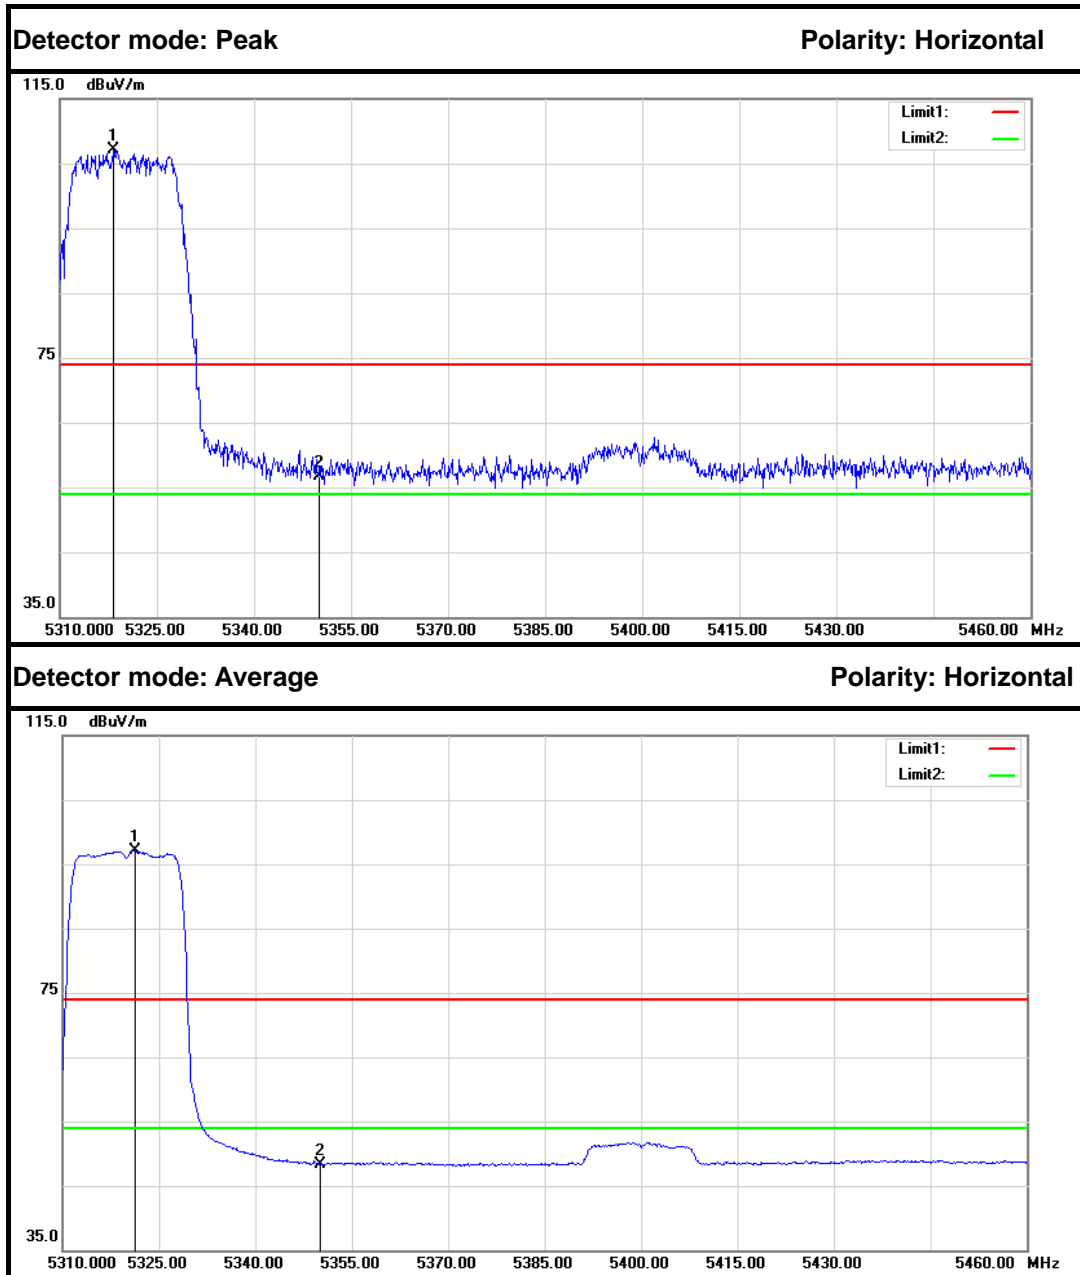 Detector mode: Peak Polarity: Horizontal
115.0 dBuV/m
Limit1:
Limit2:
1
75
2
35.0
5310.000 5325.00 5340.00 5355.00 5370.00 5385.00 5400.00 5415.00 5430.00 5460.00 MHz
Detector mode: Average Polarity: Horizontal
115.0 dBuV/m
Limit1:
Limit2:
1
75
2
35.0
5310.000 5325.00 5340.00 5355.00 5370.00 5385.00 5400.00 5415.00 5430.00 5460.00 MHz